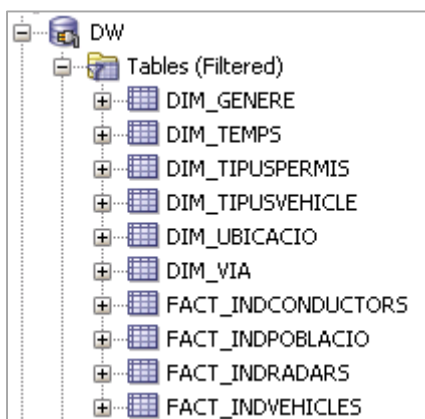 DW
Tables (Filtered)
DIM_GENERE
DIM_TEMPS
DIM_TIPUSPERMIS
DIM_TIPUSVEHICLE
DIM_UBICACIO
DIM_VIA
FACT_INDCONDUCTORS
FACT_INDPOBLACIO
FACT_INDRADARS
FACT_INDVEHICLES